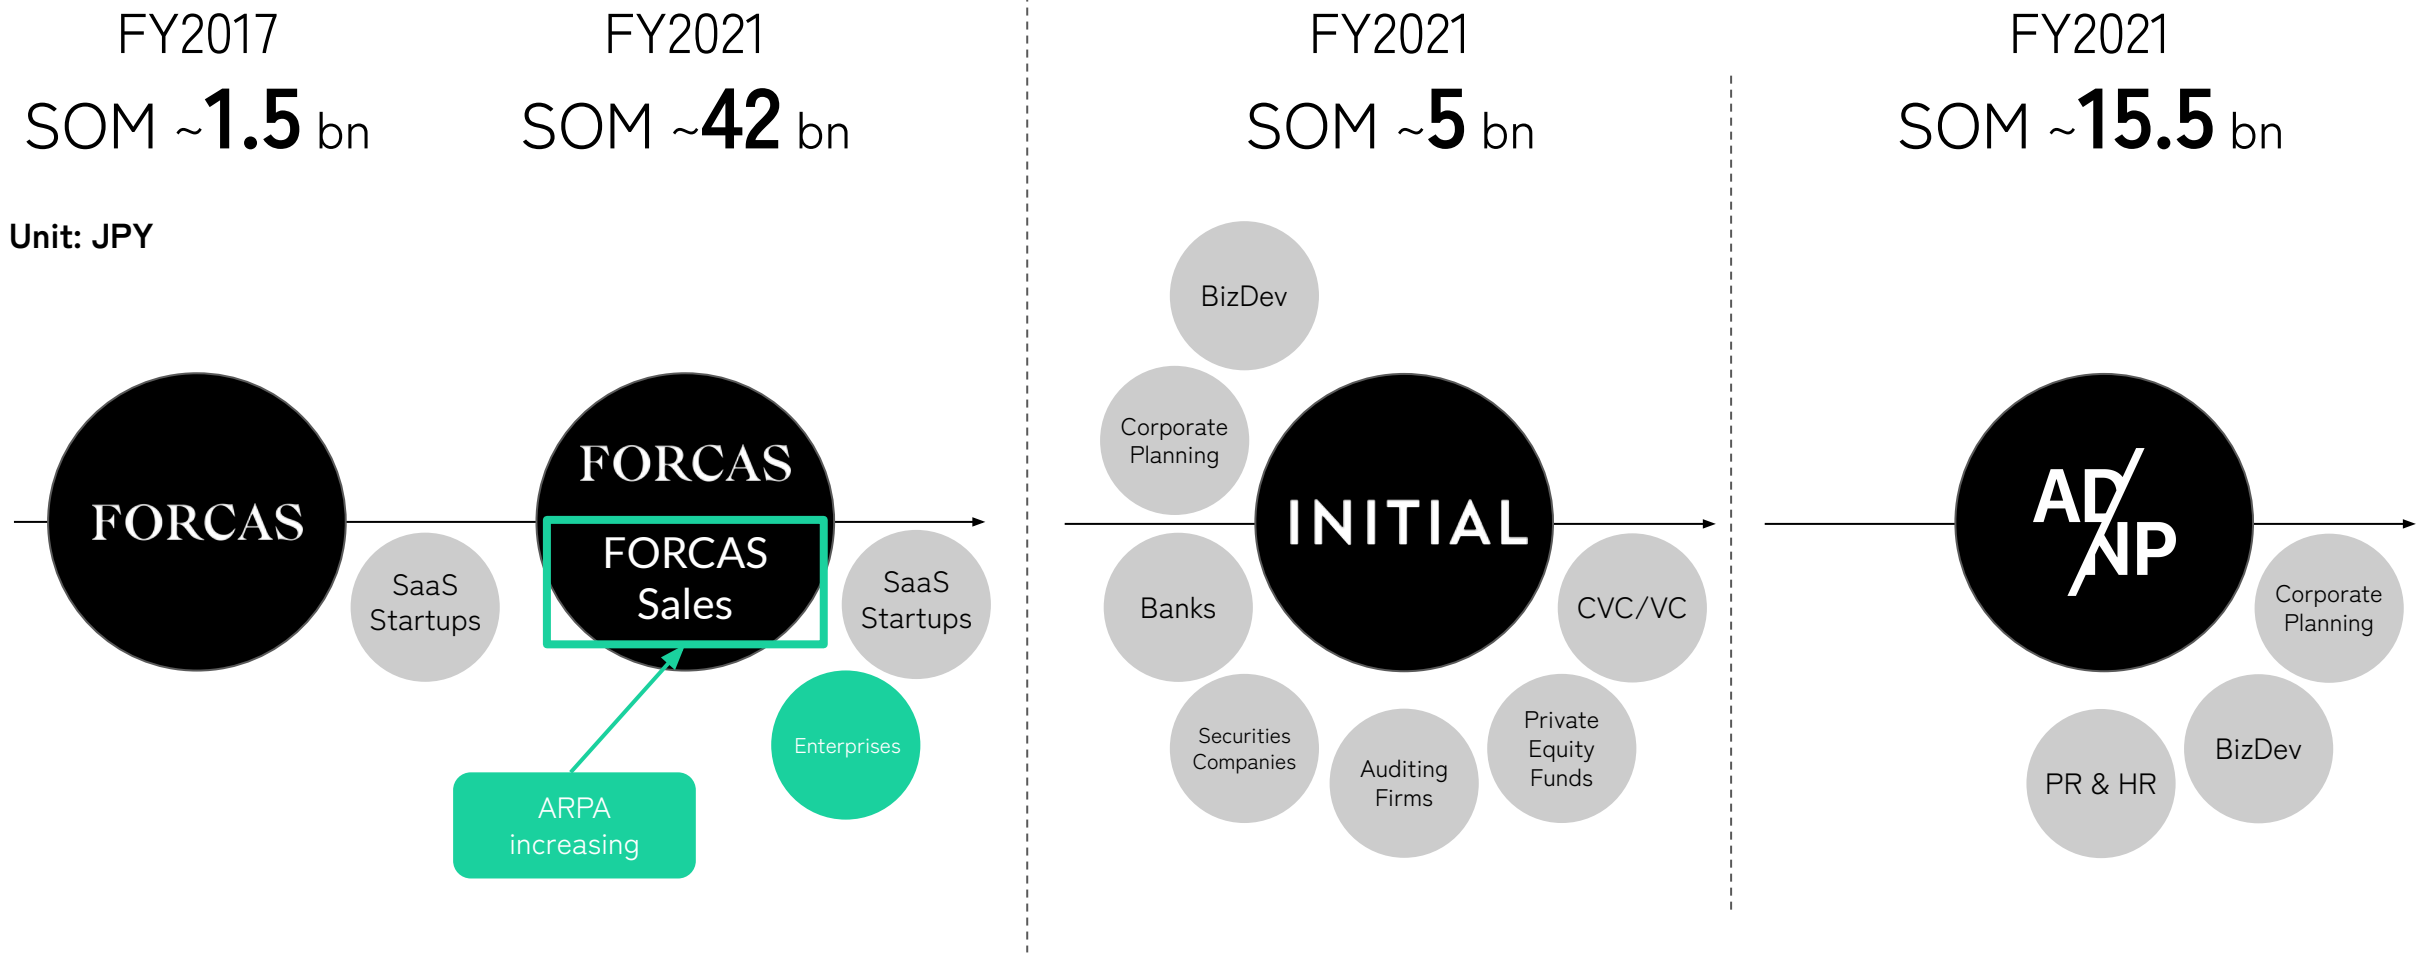 FY2017
SOM ~1.5 bn
FY2021
SOM ~42 bn
FY2021
SOM ~5 bn
FY2021
SOM ~15.5 bn
Unit: JPY
FORCAS
SaaS
Startups
FORCAS
FORCAS
Sales
SaaS
Startups
Enterprises
ARPA
increasing
BizDev
Corporate
Planning
INITIAL
Banks
CVC/VC
Securities
Companies
Auditing
Firms
Private
Equity
Funds
AD
NP
Corporate
Planning
BizDev
PR & HR